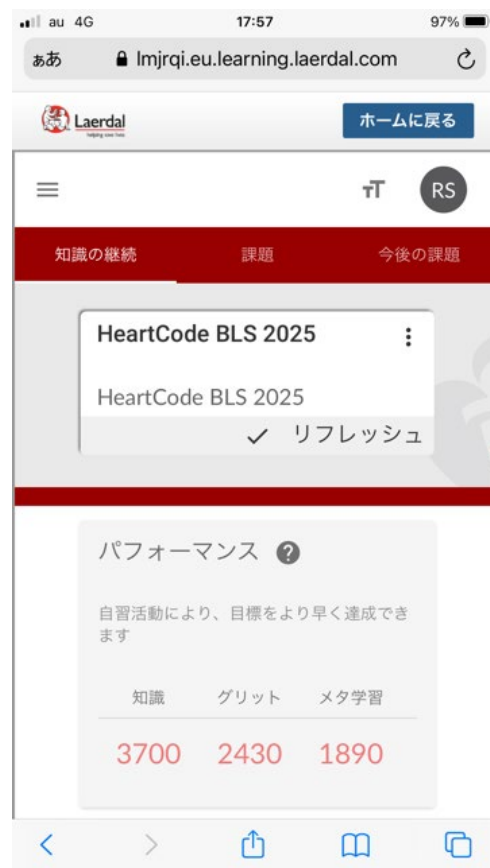 au 4G 17:57 97%
ぁあ lmjrqi.eu.learning.laerdal.com
Laerdal
helping save lives
ホームに戻る
TT RS
知識の継続 課題 今後の課題
HeartCode BLS 2025
HeartCode BLS 2025
✓ リフレッシュ
パフォーマンス ?
自習活動により、目標をより早く達成でき
ます
知識 グリット メタ学習
3700 2430 1890